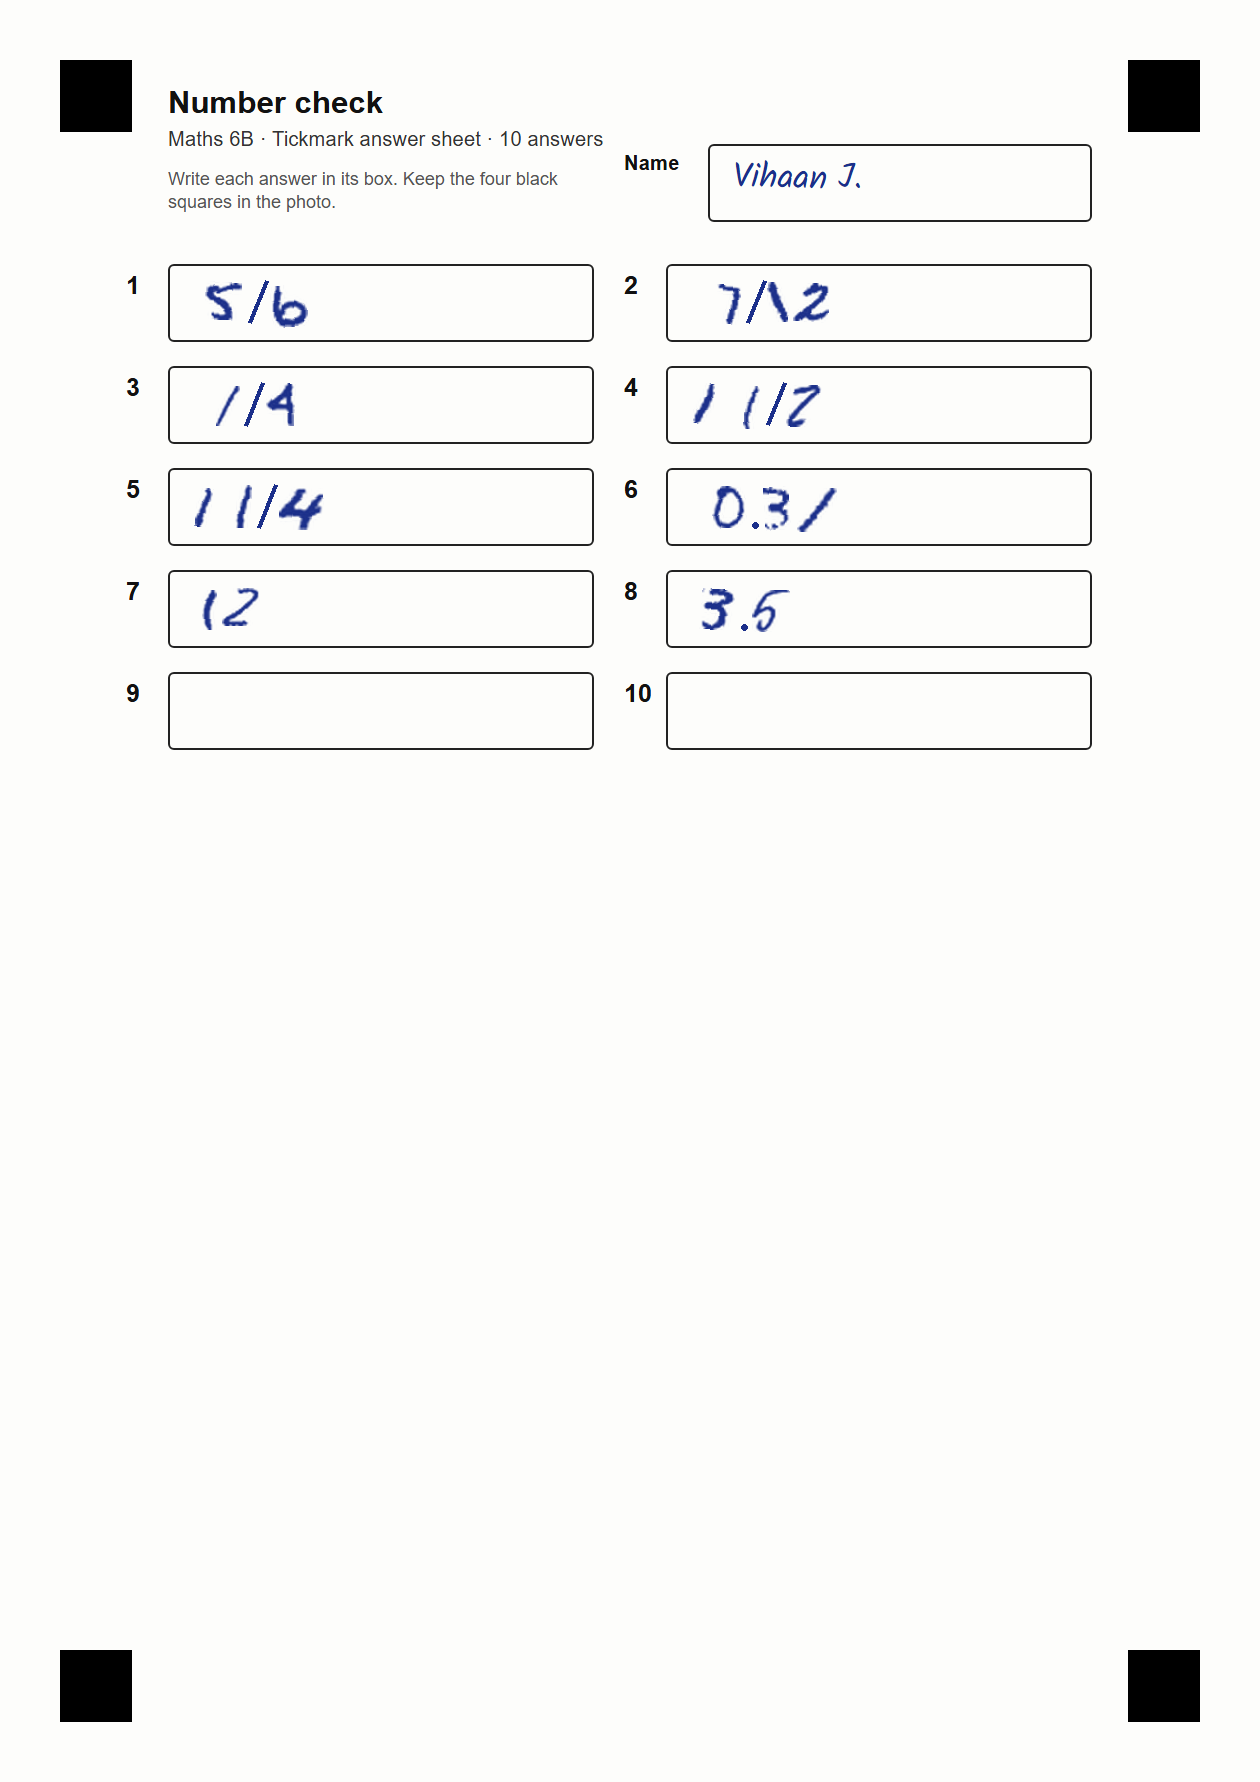 Number check
Maths 6B · Tickmark answer sheet · 10 answers
Write each answer in its box. Keep the four black
squares in the photo.
Name Vihaan J.
1 5/6
2 7/12
3 1/4
4 1 1/2
5 1 1/4
6 0.31
7 12
8 3.5
9
10